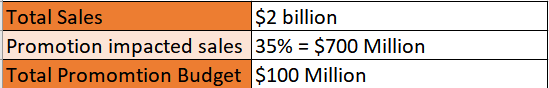 Total Sales $2 billion
Promotion impacted sales 35% = $700 Million
Total Promomtion Budget $100 Million